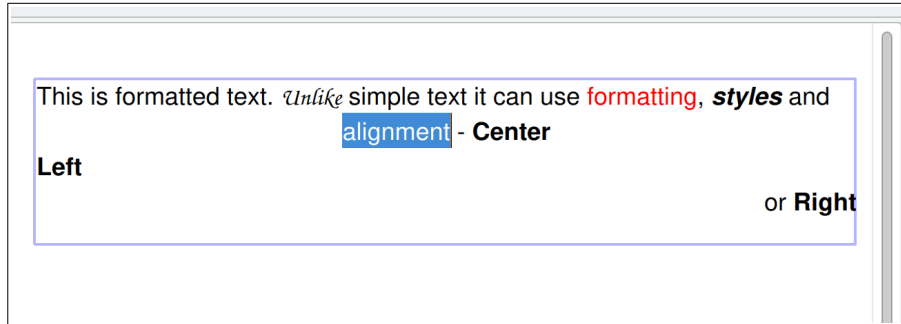 This is formatted text. Unlike simple text it can use formatting, styles and
alignment - Center
Left
or Right